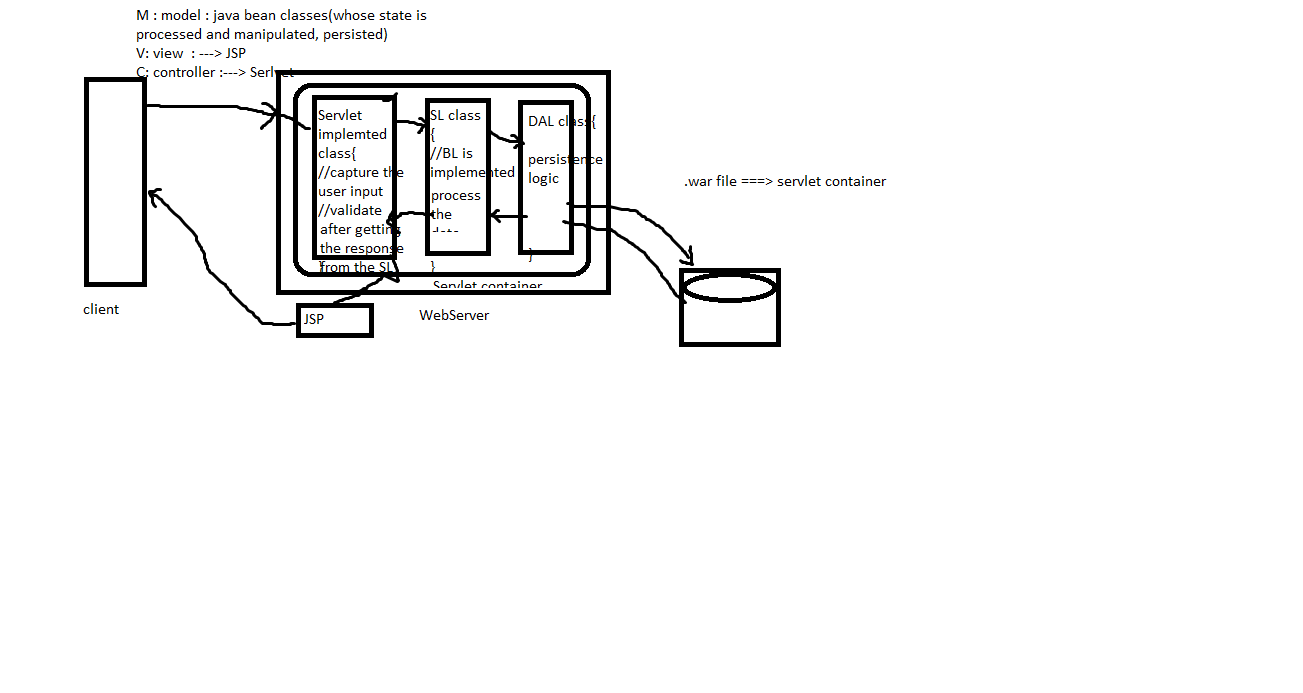 M : model : java bean classes(whose state is
processed and manipulated, persisted)
V: view  : ---> JSP
C: controller :---> Serlvet
Servlet
implemted
class{
//capture the
user input
//validate
after getting
the response
from the SL
}
SL class
{
//BL is
implemented
process
the
}
DAL class{
persistence
logic
}
.war file ===> servlet container
Servlet container
client
JSP
WebServer